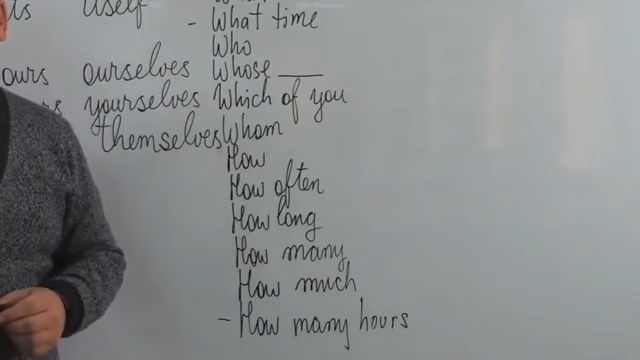 itself
- What time
Who
ours ourselves Whose ___
yourselves Which of you
themselves Whom
How
How often
How long
How many
How much
- How many hours